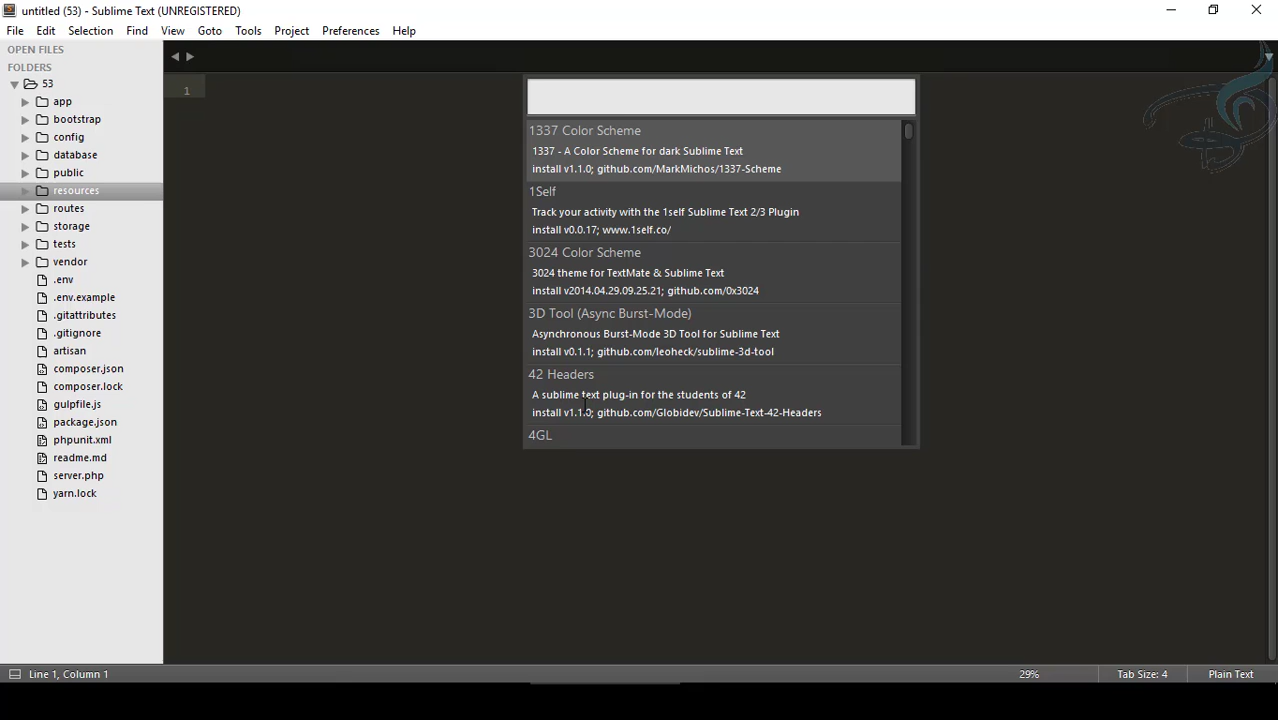 untitled (53) - Sublime Text (UNREGISTERED)
File Edit Selection Find View Goto Tools Project Preferences Help
OPEN FILES
FOLDERS
53
app
bootstrap
config
database
public
resources
routes
storage
tests
vendor
.env
.env.example
.gitattributes
.gitignore
artisan
composer.json
composer.lock
gulpfile.js
package.json
phpunit.xml
readme.md
server.php
yarn.lock
1
1337 Color Scheme
1337 - A Color Scheme for dark Sublime Text
install v1.1.0; github.com/MarkMichos/1337-Scheme
1Self
Track your activity with the 1self Sublime Text 2/3 Plugin
install v0.0.17; www.1self.co/
3024 Color Scheme
3024 theme for TextMate & Sublime Text
install v2014.04.29.09.25.21; github.com/0x3024
3D Tool (Async Burst-Mode)
Asynchronous Burst-Mode 3D Tool for Sublime Text
install v0.1.1; github.com/leoheck/sublime-3d-tool
42 Headers
A sublime text plug-in for the students of 42
install v1.1.0; github.com/Globidev/Sublime-Text-42-Headers
4GL
Line 1, Column 1 29% Tab Size: 4 Plain Text